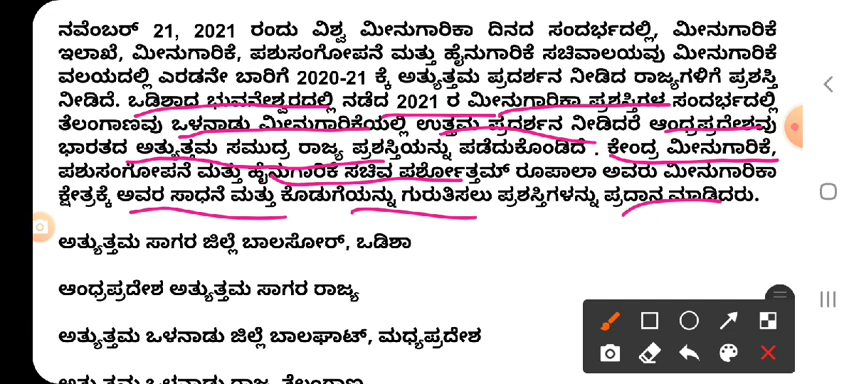 ನವೆಂಬರ್ 21, 2021 ರಂದು ವಿಶ್ವ ಮೀನುಗಾರಿಕಾ ದಿನದ ಸಂದರ್ಭದಲ್ಲಿ, ಮೀನುಗಾರಿಕೆ
ಇಲಾಖೆ, ಮೀನುಗಾರಿಕೆ, ಪಶುಸಂಗೋಪನೆ ಮತ್ತು ಹೈನುಗಾರಿಕೆ ಸಚಿವಾಲಯವು ಮೀನುಗಾರಿಕೆ
ವಲಯದಲ್ಲಿ ಎರಡನೇ ಬಾರಿಗೆ 2020-21 ಕ್ಕೆ ಅತ್ಯುತ್ತಮ ಪ್ರದರ್ಶನ ನೀಡಿದ ರಾಜ್ಯಗಳಿಗೆ ಪ್ರಶಸ್ತಿ
ನೀಡಿದೆ. ಒಡಿಶಾದ ಭುವನೇಶ್ವರದಲ್ಲಿ ನಡೆದ 2021 ರ ಮೀನುಗಾರಿಕಾ ಪ್ರಶಸ್ತಿಗಳ ಸಂದರ್ಭದಲ್ಲಿ
ತೆಲಂಗಾಣವು ಒಳನಾಡು ಮೀನುಗಾರಿಕೆಯಲ್ಲಿ ಉತ್ತಮ ಪ್ರದರ್ಶನ ನೀಡಿದರೆ ಆಂಧ್ರಪ್ರದೇಶವು
ಭಾರತದ ಅತ್ಯುತ್ತಮ ಸಮುದ್ರ ರಾಜ್ಯ ಪ್ರಶಸ್ತಿಯನ್ನು ಪಡೆದುಕೊಂಡಿದೆ . ಕೇಂದ್ರ ಮೀನುಗಾರಿಕೆ,
ಪಶುಸಂಗೋಪನೆ ಮತ್ತು ಹೈನುಗಾರಿಕೆ ಸಚಿವ ಪರ್ಶೋತ್ತಮ್ ರೂಪಾಲಾ ಅವರು ಮೀನುಗಾರಿಕಾ
ಕ್ಷೇತ್ರಕ್ಕೆ ಅವರ ಸಾಧನೆ ಮತ್ತು ಕೊಡುಗೆಯನ್ನು ಗುರುತಿಸಲು ಪ್ರಶಸ್ತಿಗಳನ್ನು ಪ್ರದಾನ ಮಾಡಿದರು.
ಅತ್ಯುತ್ತಮ ಸಾಗರ ಜಿಲ್ಲೆ ಬಾಲಸೋರ್, ಒಡಿಶಾ
ಆಂಧ್ರಪ್ರದೇಶ ಅತ್ಯುತ್ತಮ ಸಾಗರ ರಾಜ್ಯ
ಅತ್ಯುತ್ತಮ ಒಳನಾಡು ಜಿಲ್ಲೆ ಬಾಲಘಾಟ್, ಮಧ್ಯಪ್ರದೇಶ
ಅತ್ಯುತ್ತಮ ಒಳನಾಡು ರಾಜ್ಯ, ತೆಲಂಗಾಣ